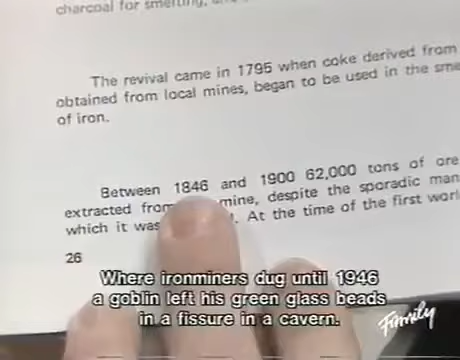 charcoal for smelting,
The revival came in 1795 when coke derived from
obtained from local mines, began to be used in the
of iron.
Between 1846 and 1900 62,000 tons of ore
extracted from mine, despite the sporadic
which it was At the time of the first
26
Where ironminers dug until 1946
a goblin left his green glass beads
in a fissure in a cavern.
Family